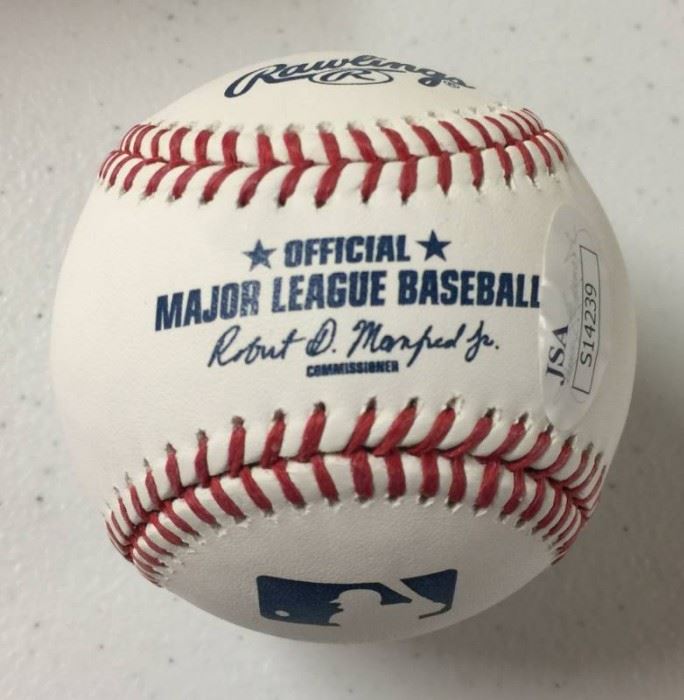 Rawlings
R
®
★ OFFICIAL ★
MAJOR LEAGUE BASEBALL
Robert D. Manfred Jr.
COMMISSIONER
JSA
S14239